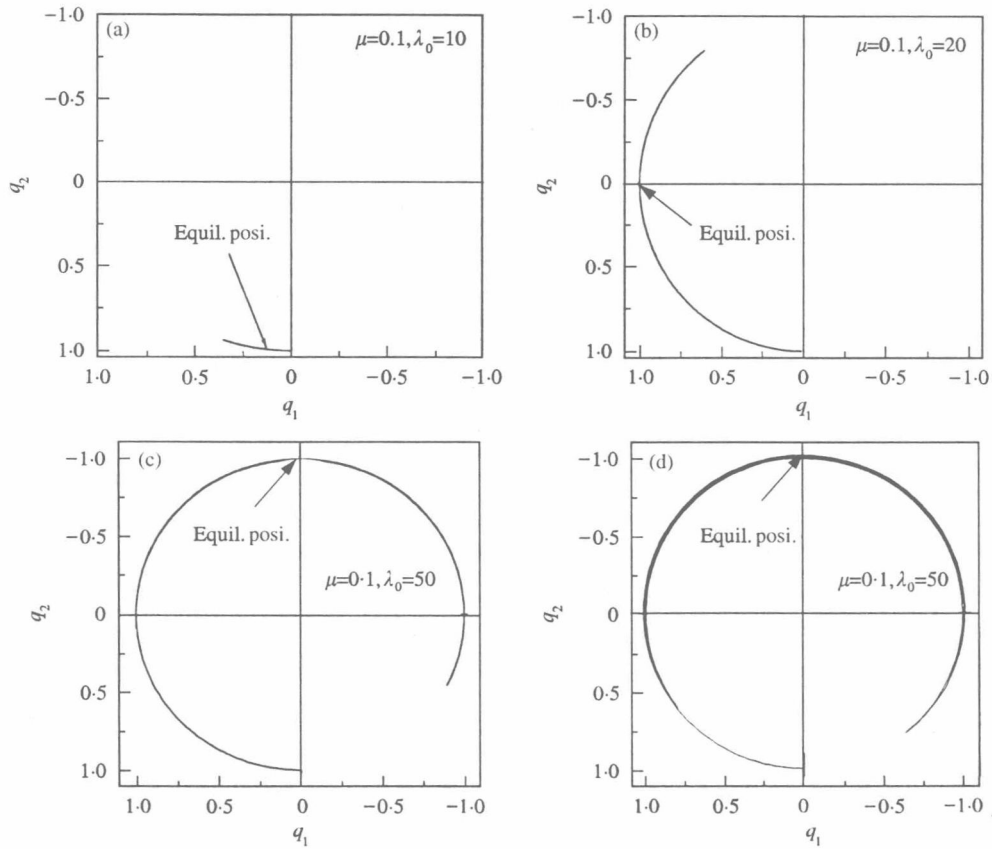 (a)
μ=0.1, λ0=10
-1·0
-0·5
0
0·5
1·0
q2
Equil. posi.
1·0
0·5
0
-0·5
-1·0
q1
(b)
μ=0.1, λ0=20
-1·0
-0·5
0
0·5
1·0
q2
Equil. posi.
1·0
0·5
0
-0·5
-1·0
q1
(c)
-1·0
-0·5
0
0·5
1·0
q2
Equil. posi.
μ=0·1, λ0=50
1·0
0·5
0
-0·5
-1·0
q1
(d)
-1·0
-0·5
0
0·5
1·0
q2
Equil. posi.
μ=0·1, λ0=50
1·0
0·5
0
-0·5
-1·0
q1